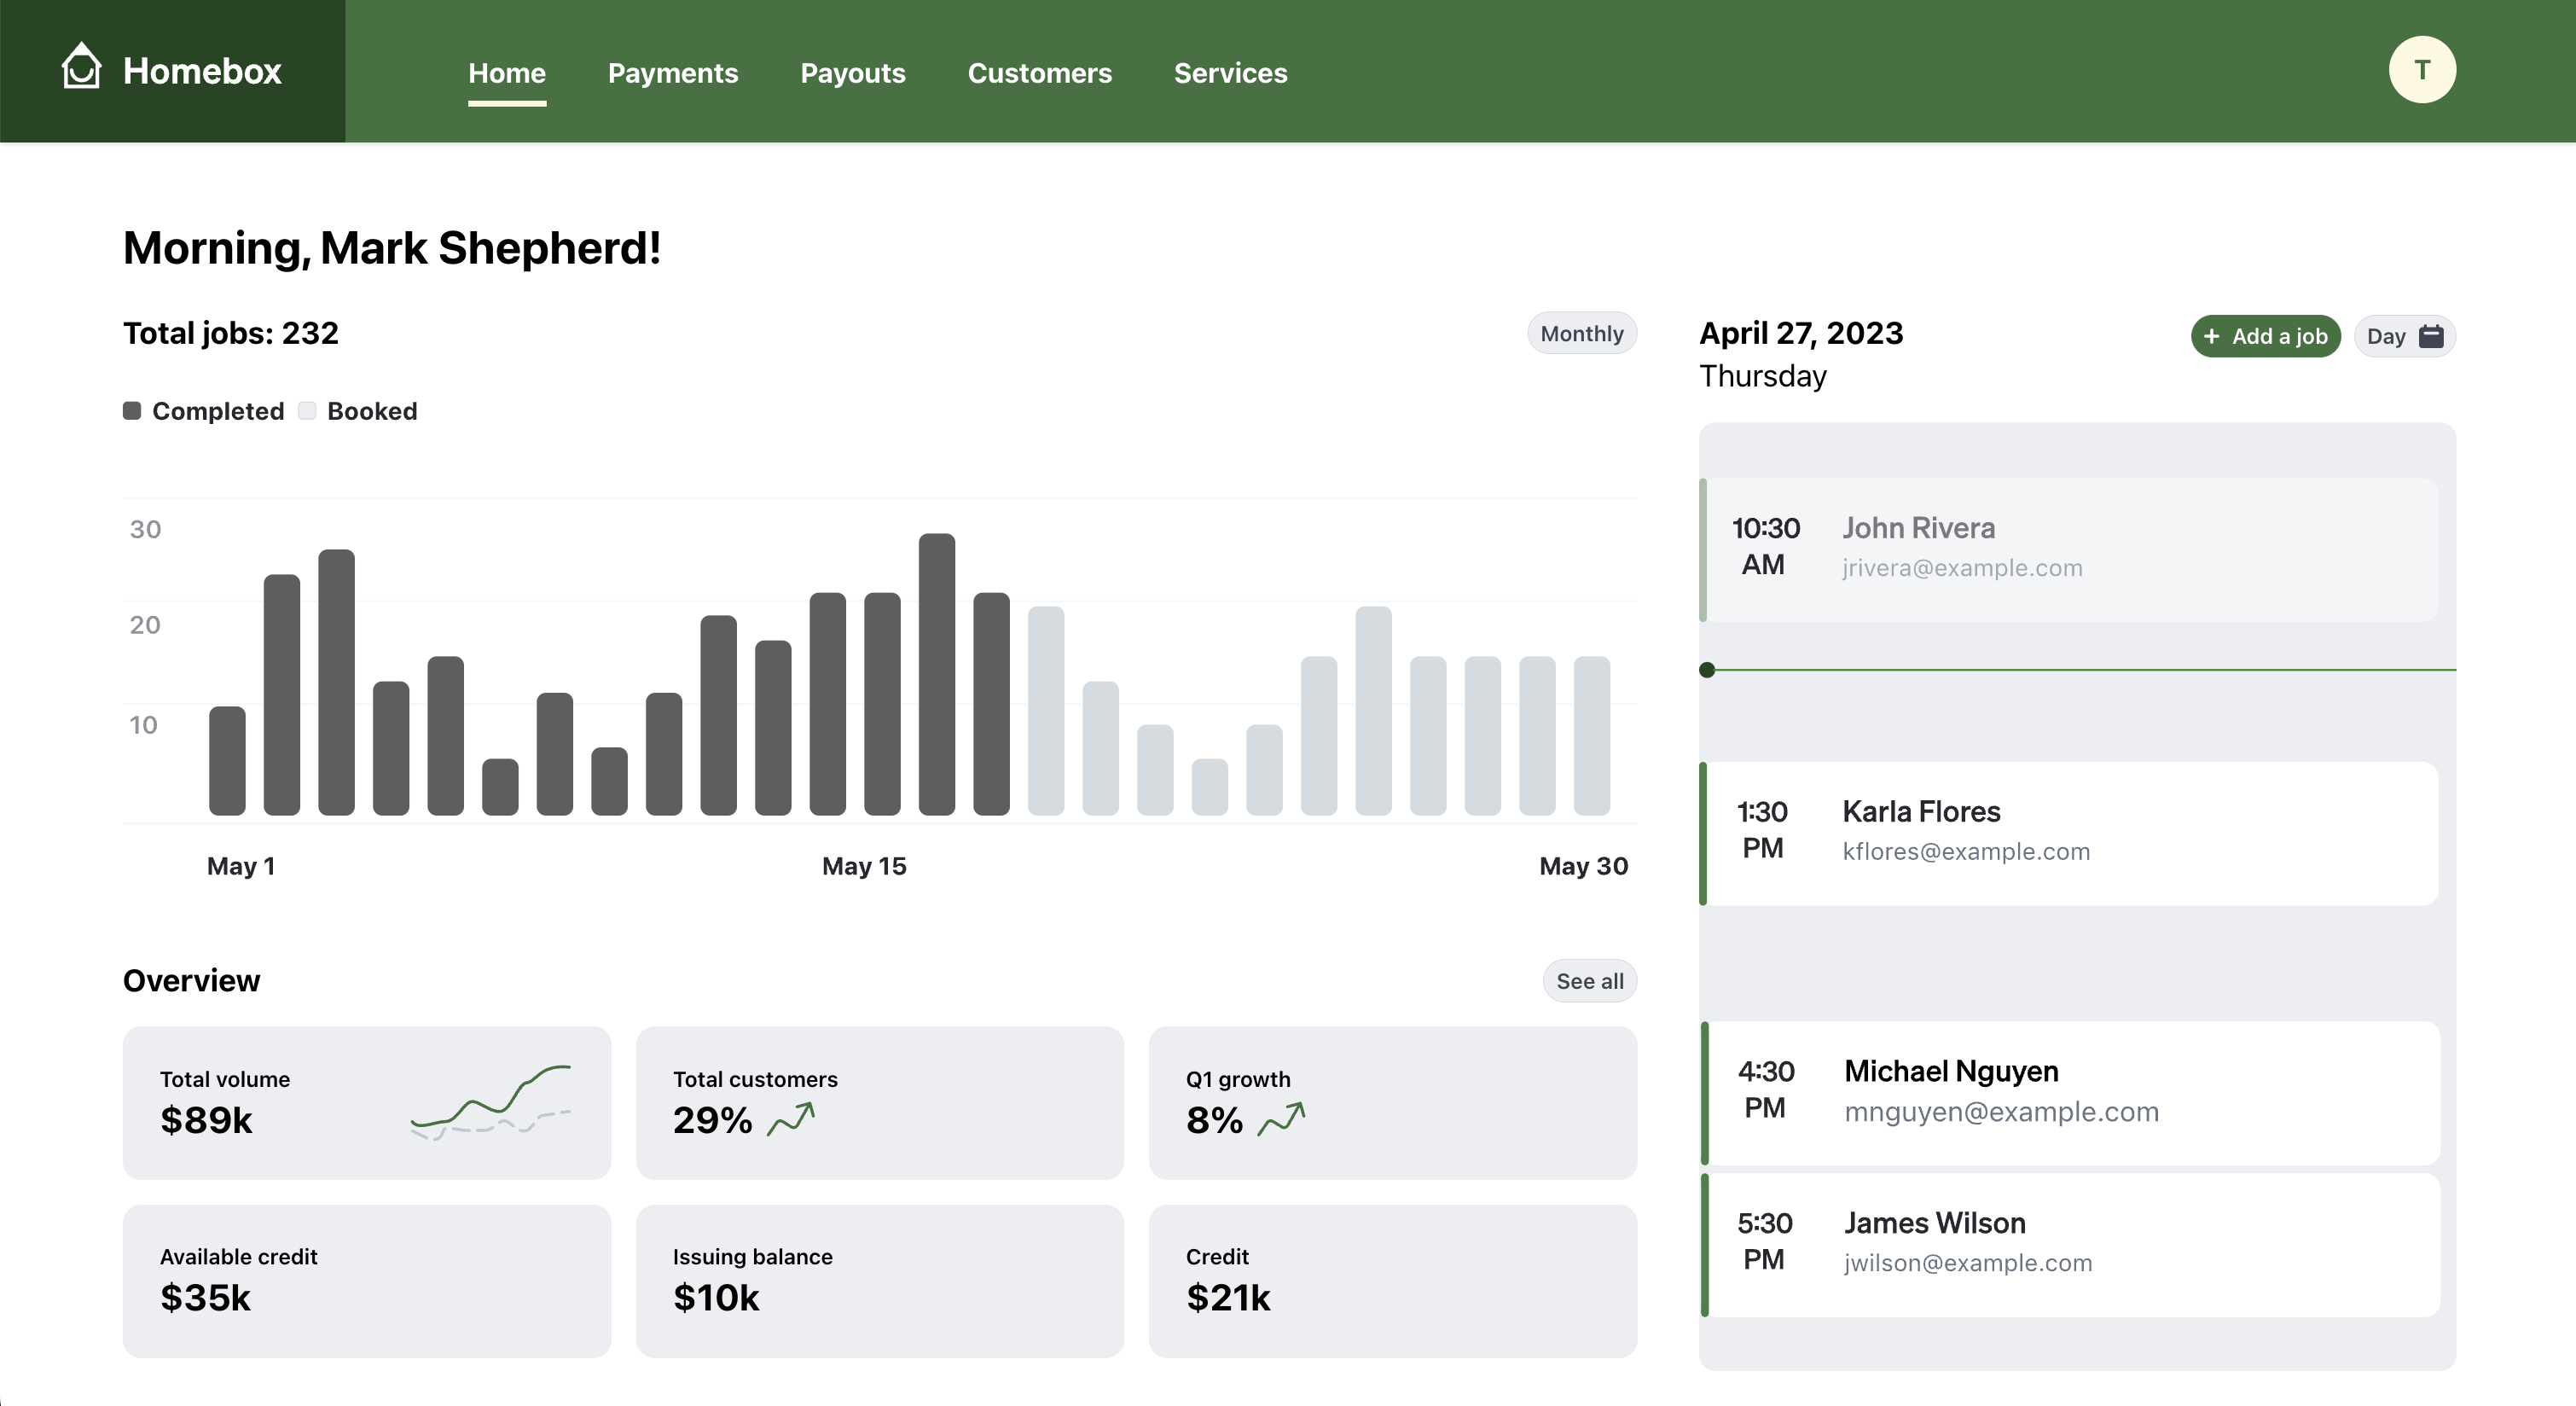 Homebox
Home Payments Payouts Customers Services
T
Morning, Mark Shepherd!
Total jobs: 232
Monthly
Completed Booked
30
20
10
May 1 May 15 May 30
Overview
See all
Total volume
$89k
Total customers
29%
Q1 growth
8%
Available credit
$35k
Issuing balance
$10k
Credit
$21k
April 27, 2023
Thursday
+ Add a job
Day
10:30
AM
John Rivera
jrivera@example.com
1:30
PM
Karla Flores
kflores@example.com
4:30
PM
Michael Nguyen
mnguyen@example.com
5:30
PM
James Wilson
jwilson@example.com